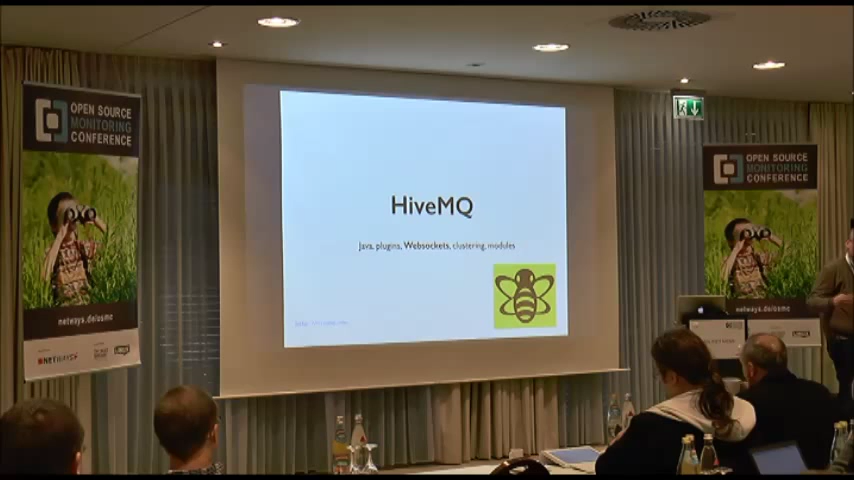 OPEN SOURCE
MONITORING
CONFERENCE
netways.de/osmc
NETWAYS
HiveMQ
Java, plugins, Websockets, clustering, modules
OPEN SOURCE
MONITORING
CONFERENCE
netways.de/osmc